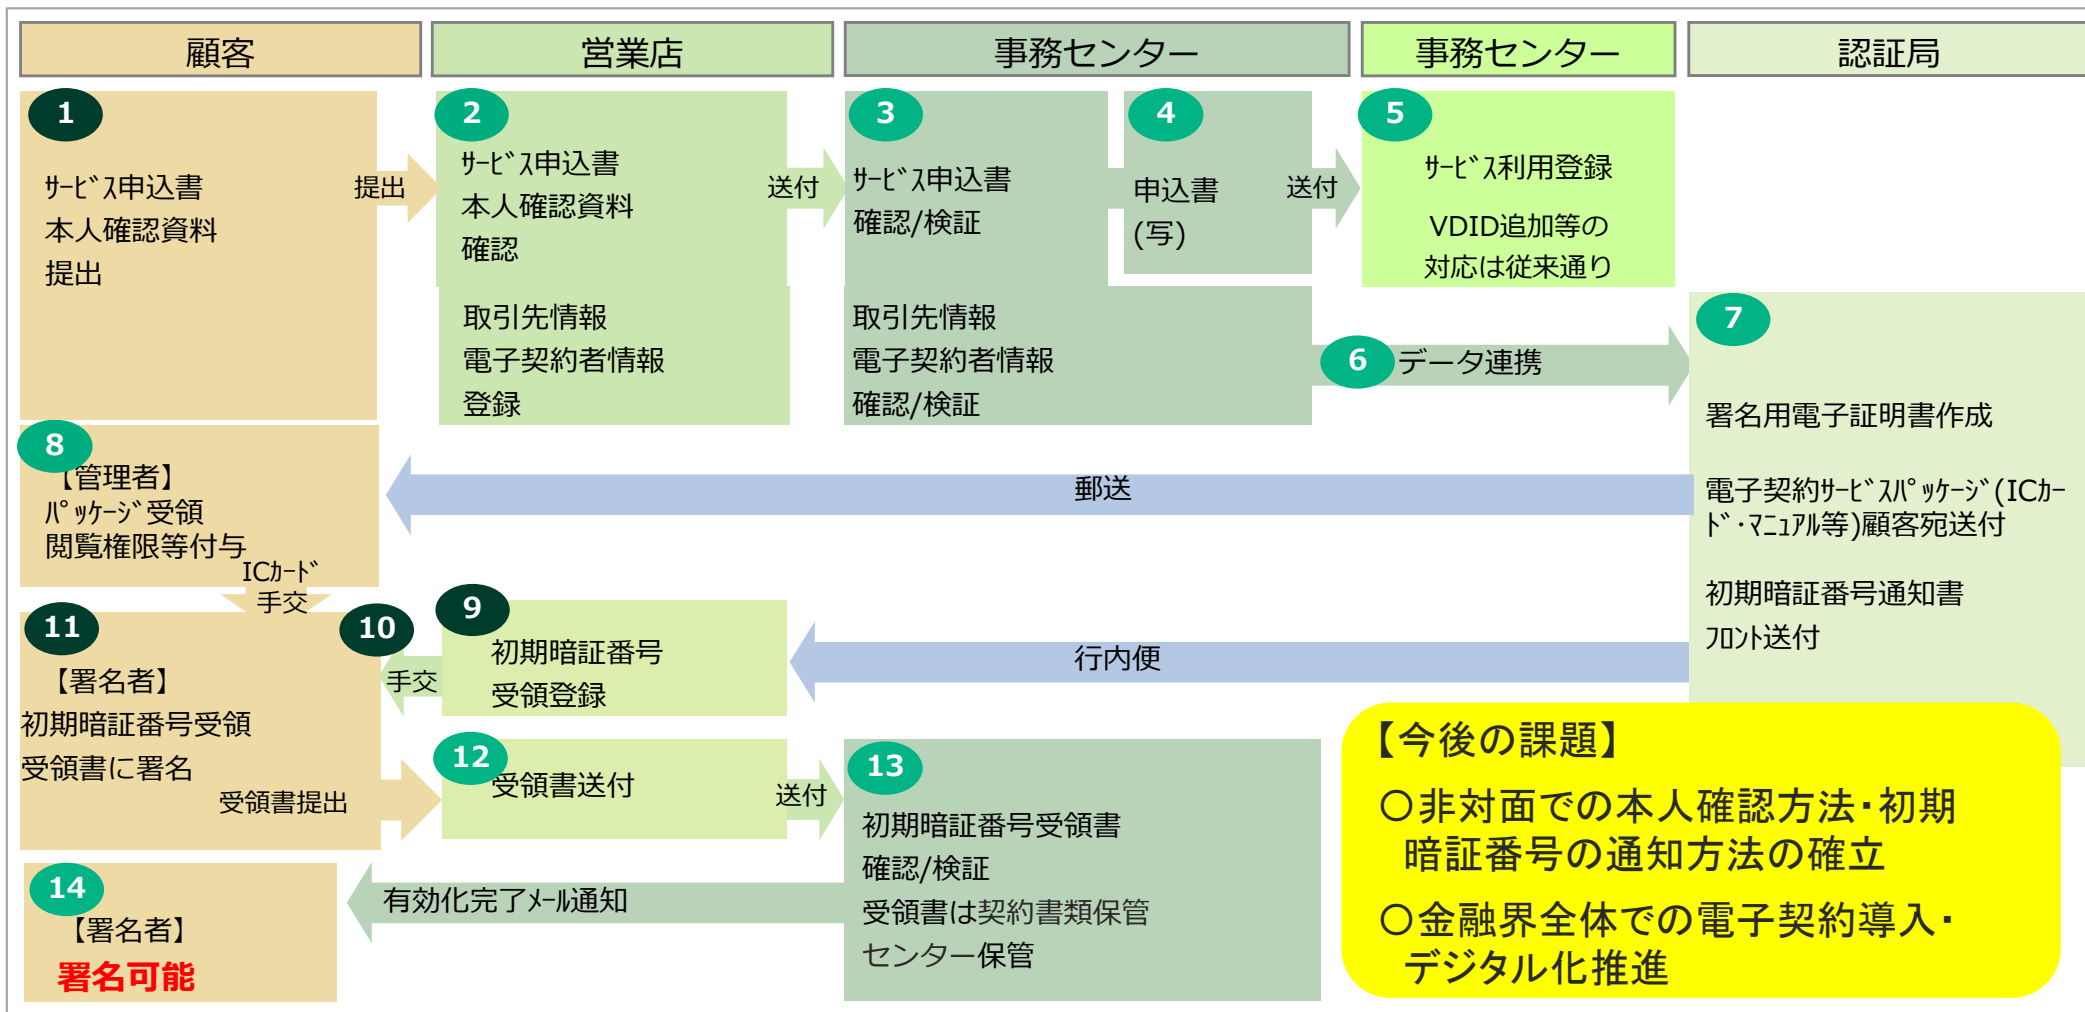 顧客
営業店
事務センター
事務センター
認証局
1
ｻｰﾋﾞｽ申込書
本人確認資料
提出
提出
2
ｻｰﾋﾞｽ申込書
本人確認資料
確認
取引先情報
電子契約者情報
登録
送付
3
ｻｰﾋﾞｽ申込書
確認/検証
4
申込書
(写)
取引先情報
電子契約者情報
確認/検証
送付
5
ｻｰﾋﾞｽ利用登録
VDID追加等の
対応は従来通り
6
データ連携
7
署名用電子証明書作成
電子契約ｻｰﾋﾞｽﾊﾟｯｹｰｼﾞ(ICｶｰ
ﾄﾞ･ﾏﾆｭｱﾙ等)顧客宛送付
初期暗証番号通知書
ﾌﾛﾝﾄ送付
郵送
8
【管理者】
ﾊﾟｯｹｰｼﾞ受領
閲覧権限等付与
ICｶｰﾄﾞ
手交
行内便
9
初期暗証番号
受領登録
10
手交
11
【署名者】
初期暗証番号受領
受領書に署名
受領書提出
12
受領書送付
送付
13
初期暗証番号受領書
確認/検証
受領書は契約書類保管
センター保管
有効化完了ﾒｰﾙ通知
14
【署名者】
署名可能
【今後の課題】
○非対面での本人確認方法・初期
暗証番号の通知方法の確立
○金融界全体での電子契約導入・
デジタル化推進